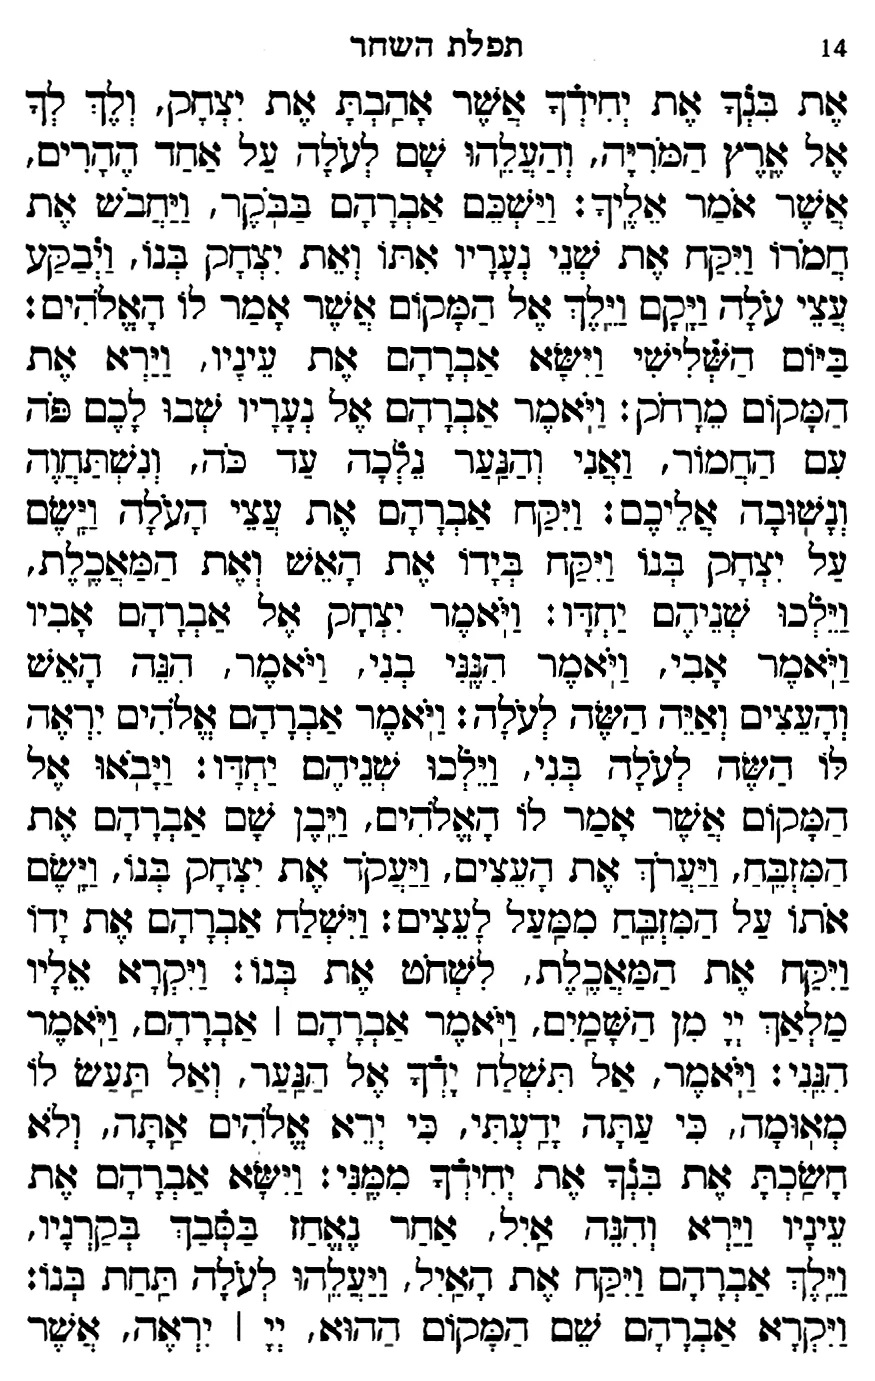 14 תפלת השחר
אֶת בִּנְךָ אֶת יְחִידְךָ אֲשֶׁר אָהַבְתָּ אֶת יִצְחָק, וְלֶךְ לְךָ
אֶל אֶרֶץ הַמֹּרִיָּה, וְהַעֲלֵהוּ שָׁם לְעֹלָה עַל אַחַד הֶהָרִים,
אֲשֶׁר אֹמַר אֵלֶיךָ: וַיַּשְׁכֵּם אַבְרָהָם בַּבֹּקֶר, וַיַּחֲבֹשׁ אֶת
חֲמֹרוֹ וַיִּקַּח אֶת שְׁנֵי נְעָרָיו אִתּוֹ וְאֵת יִצְחָק בְּנוֹ, וַיְבַקַּע
עֲצֵי עֹלָה וַיָּקָם וַיֵּלֶךְ אֶל הַמָּקוֹם אֲשֶׁר אָמַר לוֹ הָאֱלֹהִים:
בַּיּוֹם הַשְּׁלִישִׁי וַיִּשָּׂא אַבְרָהָם אֶת עֵינָיו, וַיַּרְא אֶת
הַמָּקוֹם מֵרָחֹק: וַיֹּאמֶר אַבְרָהָם אֶל נְעָרָיו שְׁבוּ לָכֶם פֹּה
עִם הַחֲמוֹר, וַאֲנִי וְהַנַּעַר נֵלְכָה עַד כֹּה, וְנִשְׁתַּחֲוֶה
וְנָשׁוּבָה אֲלֵיכֶם: וַיִּקַּח אַבְרָהָם אֶת עֲצֵי הָעֹלָה וַיָּשֶׂם
עַל יִצְחָק בְּנוֹ וַיִּקַּח בְּיָדוֹ אֶת הָאֵשׁ וְאֶת הַמַּאֲכֶלֶת,
וַיֵּלְכוּ שְׁנֵיהֶם יַחְדָּו: וַיֹּאמֶר יִצְחָק אֶל אַבְרָהָם אָבִיו
וַיֹּאמֶר אָבִי, וַיֹּאמֶר הִנֶּנִּי בְנִי, וַיֹּאמֶר, הִנֵּה הָאֵשׁ
וְהָעֵצִים וְאַיֵּה הַשֶּׂה לְעֹלָה: וַיֹּאמֶר אַבְרָהָם אֱלֹהִים יִרְאֶה
לּוֹ הַשֶּׂה לְעֹלָה בְּנִי, וַיֵּלְכוּ שְׁנֵיהֶם יַחְדָּו: וַיָּבֹאוּ אֶל
הַמָּקוֹם אֲשֶׁר אָמַר לוֹ הָאֱלֹהִים, וַיִּבֶן שָׁם אַבְרָהָם אֶת
הַמִּזְבֵּחַ, וַיַּעֲרֹךְ אֶת הָעֵצִים, וַיַּעֲקֹד אֶת יִצְחָק בְּנוֹ, וַיָּשֶׂם
אֹתוֹ עַל הַמִּזְבֵּחַ מִמַּעַל לָעֵצִים: וַיִּשְׁלַח אַבְרָהָם אֶת יָדוֹ
וַיִּקַּח אֶת הַמַּאֲכֶלֶת, לִשְׁחֹט אֶת בְּנוֹ: וַיִּקְרָא אֵלָיו
מַלְאַךְ יְיָ מִן הַשָּׁמַיִם, וַיֹּאמֶר אַבְרָהָם | אַבְרָהָם, וַיֹּאמֶר
הִנֵּנִי: וַיֹּאמֶר, אַל תִּשְׁלַח יָדְךָ אֶל הַנַּעַר, וְאַל תַּעַשׂ לוֹ
מְאוּמָה, כִּי עַתָּה יָדַעְתִּי, כִּי יְרֵא אֱלֹהִים אַתָּה, וְלֹא
חָשַׂכְתָּ אֶת בִּנְךָ אֶת יְחִידְךָ מִמֶּנִּי: וַיִּשָּׂא אַבְרָהָם אֶת
עֵינָיו וַיַּרְא וְהִנֵּה אַיִל, אַחַר נֶאֱחַז בַּסְּבַךְ בְּקַרְנָיו,
וַיֵּלֶךְ אַבְרָהָם וַיִּקַּח אֶת הָאַיִל, וַיַּעֲלֵהוּ לְעֹלָה תַּחַת בְּנוֹ:
וַיִּקְרָא אַבְרָהָם שֵׁם הַמָּקוֹם הַהוּא, יְיָ | יִרְאֶה, אֲשֶׁר